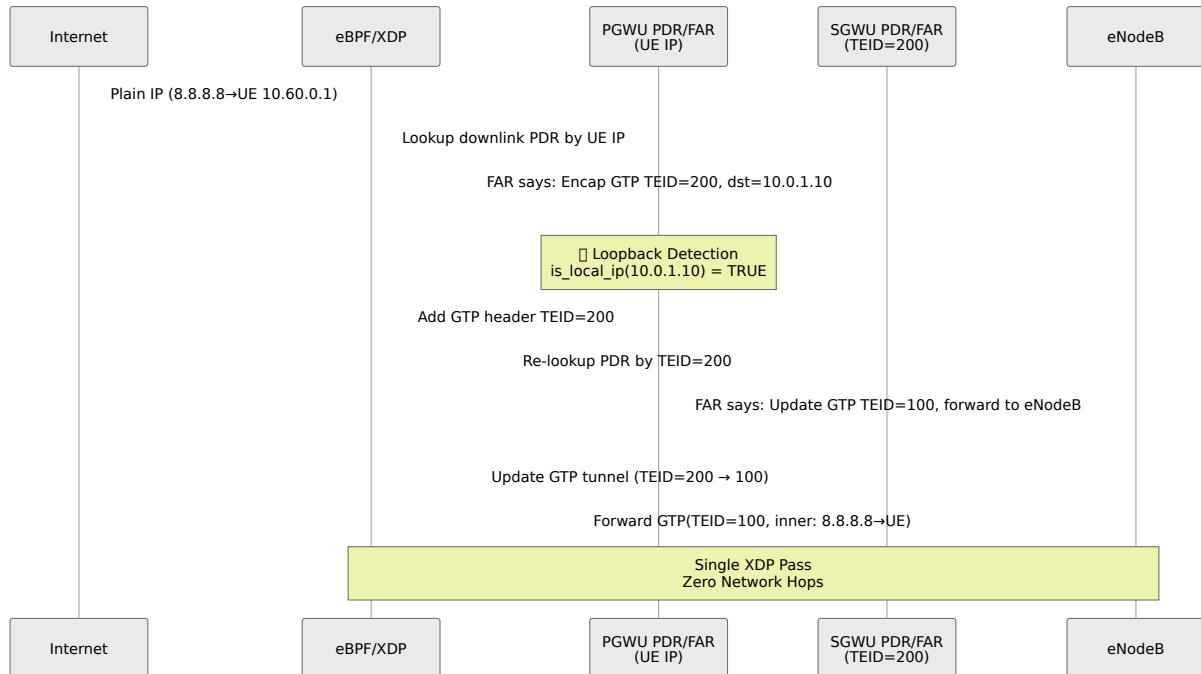 Internet
eBPF/XDP
PGWU PDR/FAR
(UE IP)
SGWU PDR/FAR
(TEID=200)
eNodeB
Plain IP (8.8.8.8→UE 10.60.0.1)
Lookup downlink PDR by UE IP
FAR says: Encap GTP TEID=200, dst=10.0.1.10
Loopback Detection
is_local_ip(10.0.1.10) = TRUE
Add GTP header TEID=200
Re-lookup PDR by TEID=200
FAR says: Update GTP TEID=100, forward to eNodeB
Update GTP tunnel (TEID=200 → 100)
Forward GTP(TEID=100, inner: 8.8.8.8→UE)
Single XDP Pass
Zero Network Hops
Internet
eBPF/XDP
PGWU PDR/FAR
(UE IP)
SGWU PDR/FAR
(TEID=200)
eNodeB